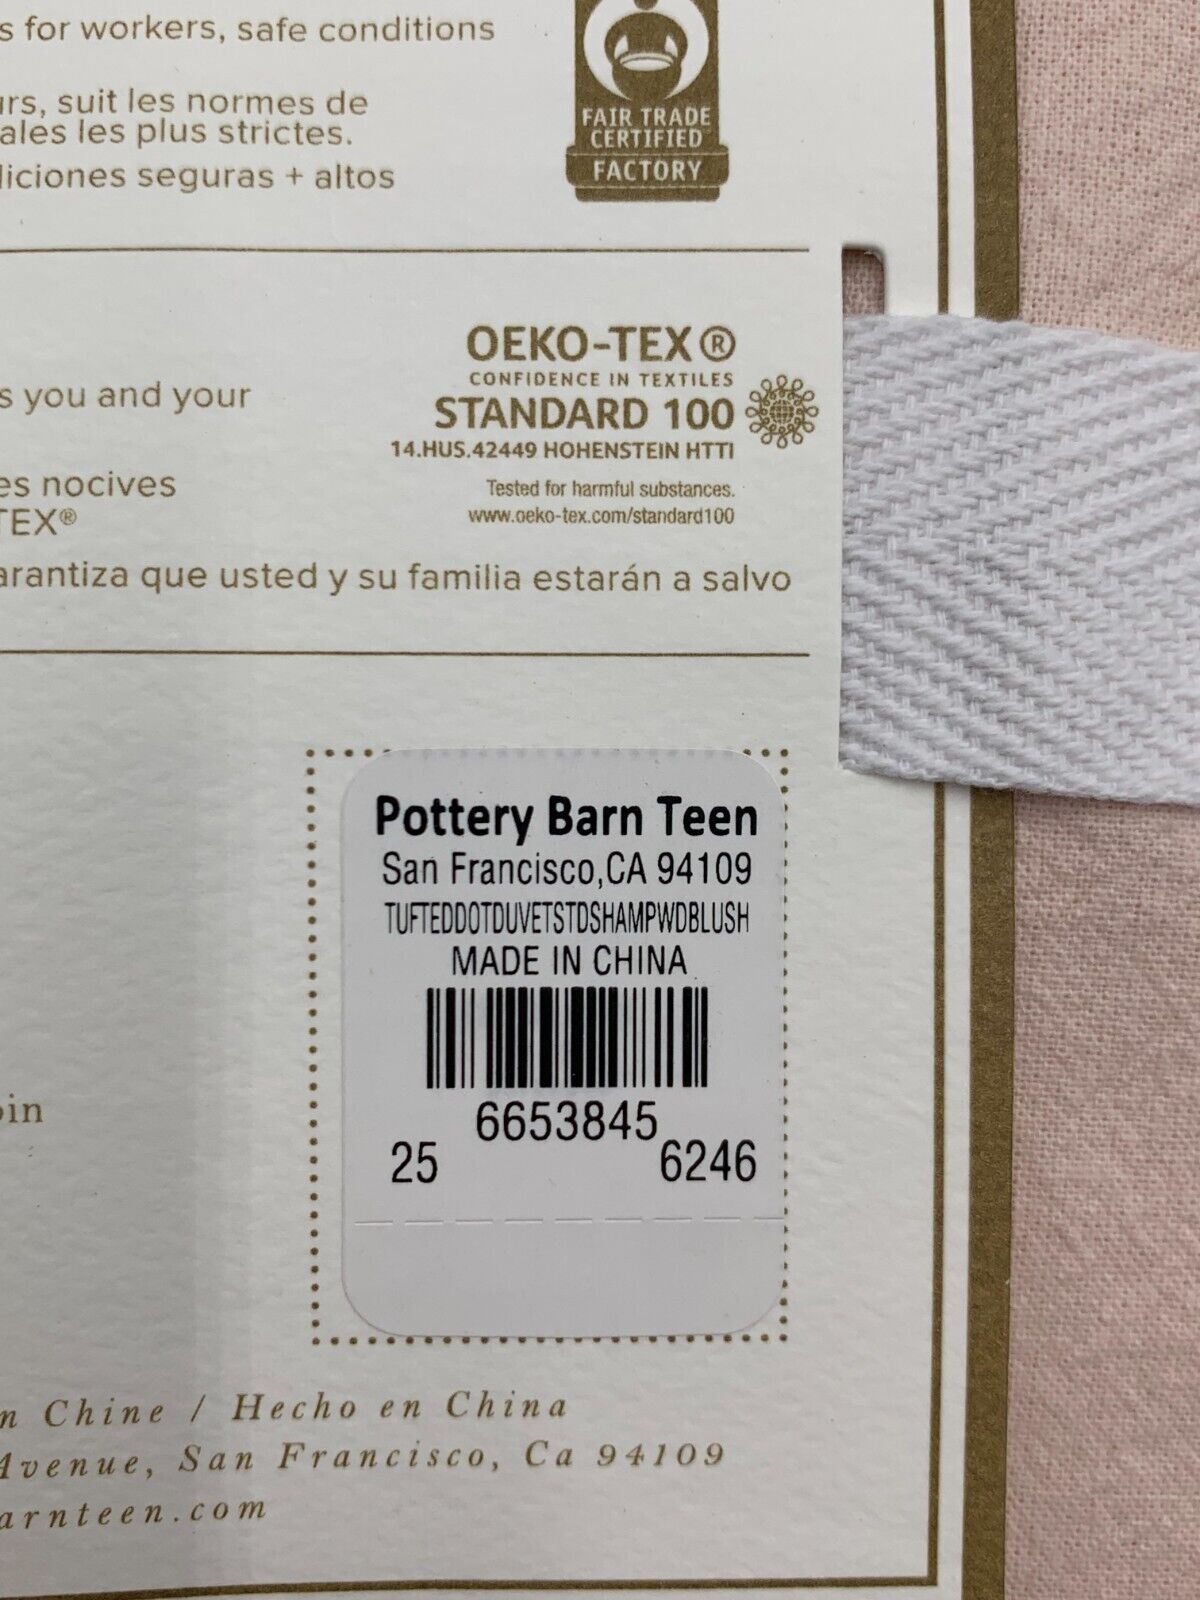 s for workers, safe conditions
urs, suit les normes de
ales les plus strictes.
diciones seguras + altos
FAIR TRADE
CERTIFIED™
FACTORY
OEKO-TEX®
CONFIDENCE IN TEXTILES
STANDARD 100
14.HUS.42449 HOHENSTEIN HTTI
Tested for harmful substances.
www.oeko-tex.com/standard100
s you and your
es nocives
TEX®
arantiza que usted y su familia estarán a salvo
Pottery Barn Teen
San Francisco,CA 94109
TUFTEDDOTDUVETSTDSHAMPWDBLUSH
MADE IN CHINA
6653845
25 6246
oin
n Chine / Hecho en China
Avenue, San Francisco, Ca 94109
arnteen.com